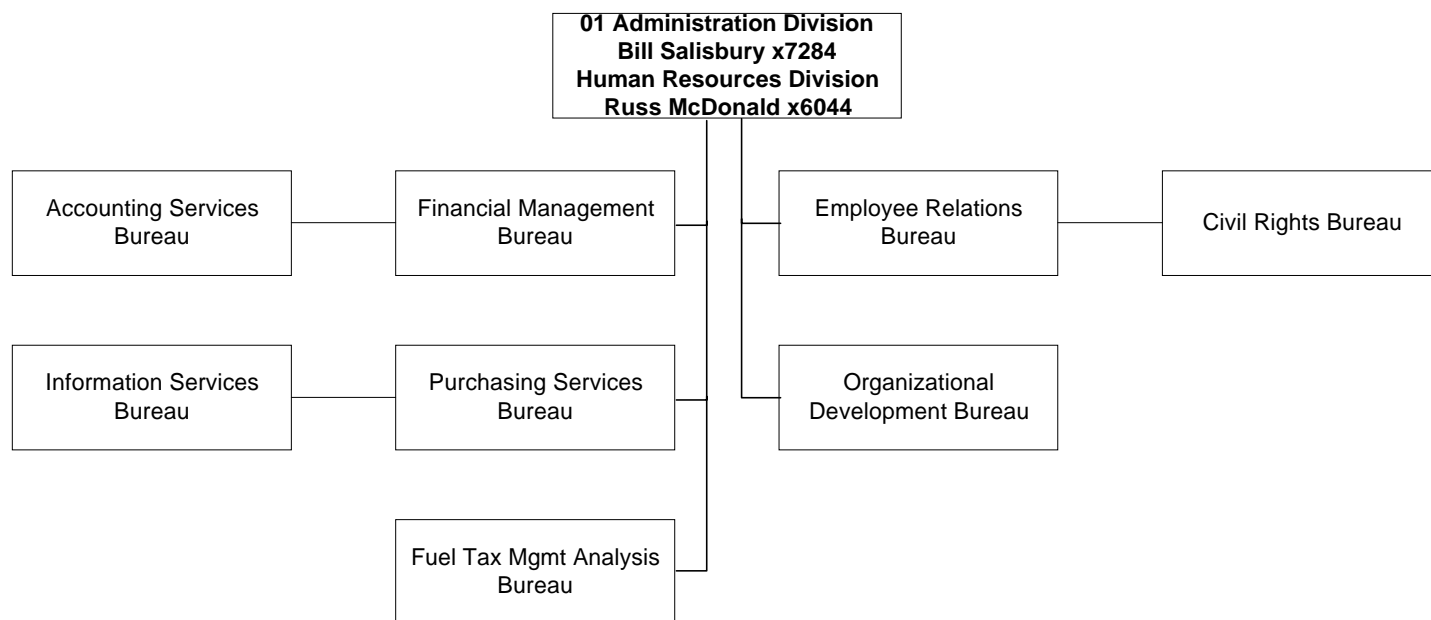 01 Administration Division
Bill Salisbury x7284
Human Resources Division
Russ McDonald x6044
Accounting Services
Bureau
Financial Management
Bureau
Employee Relations
Bureau
Civil Rights Bureau
Information Services
Bureau
Purchasing Services
Bureau
Organizational
Development Bureau
Fuel Tax Mgmt Analysis
Bureau